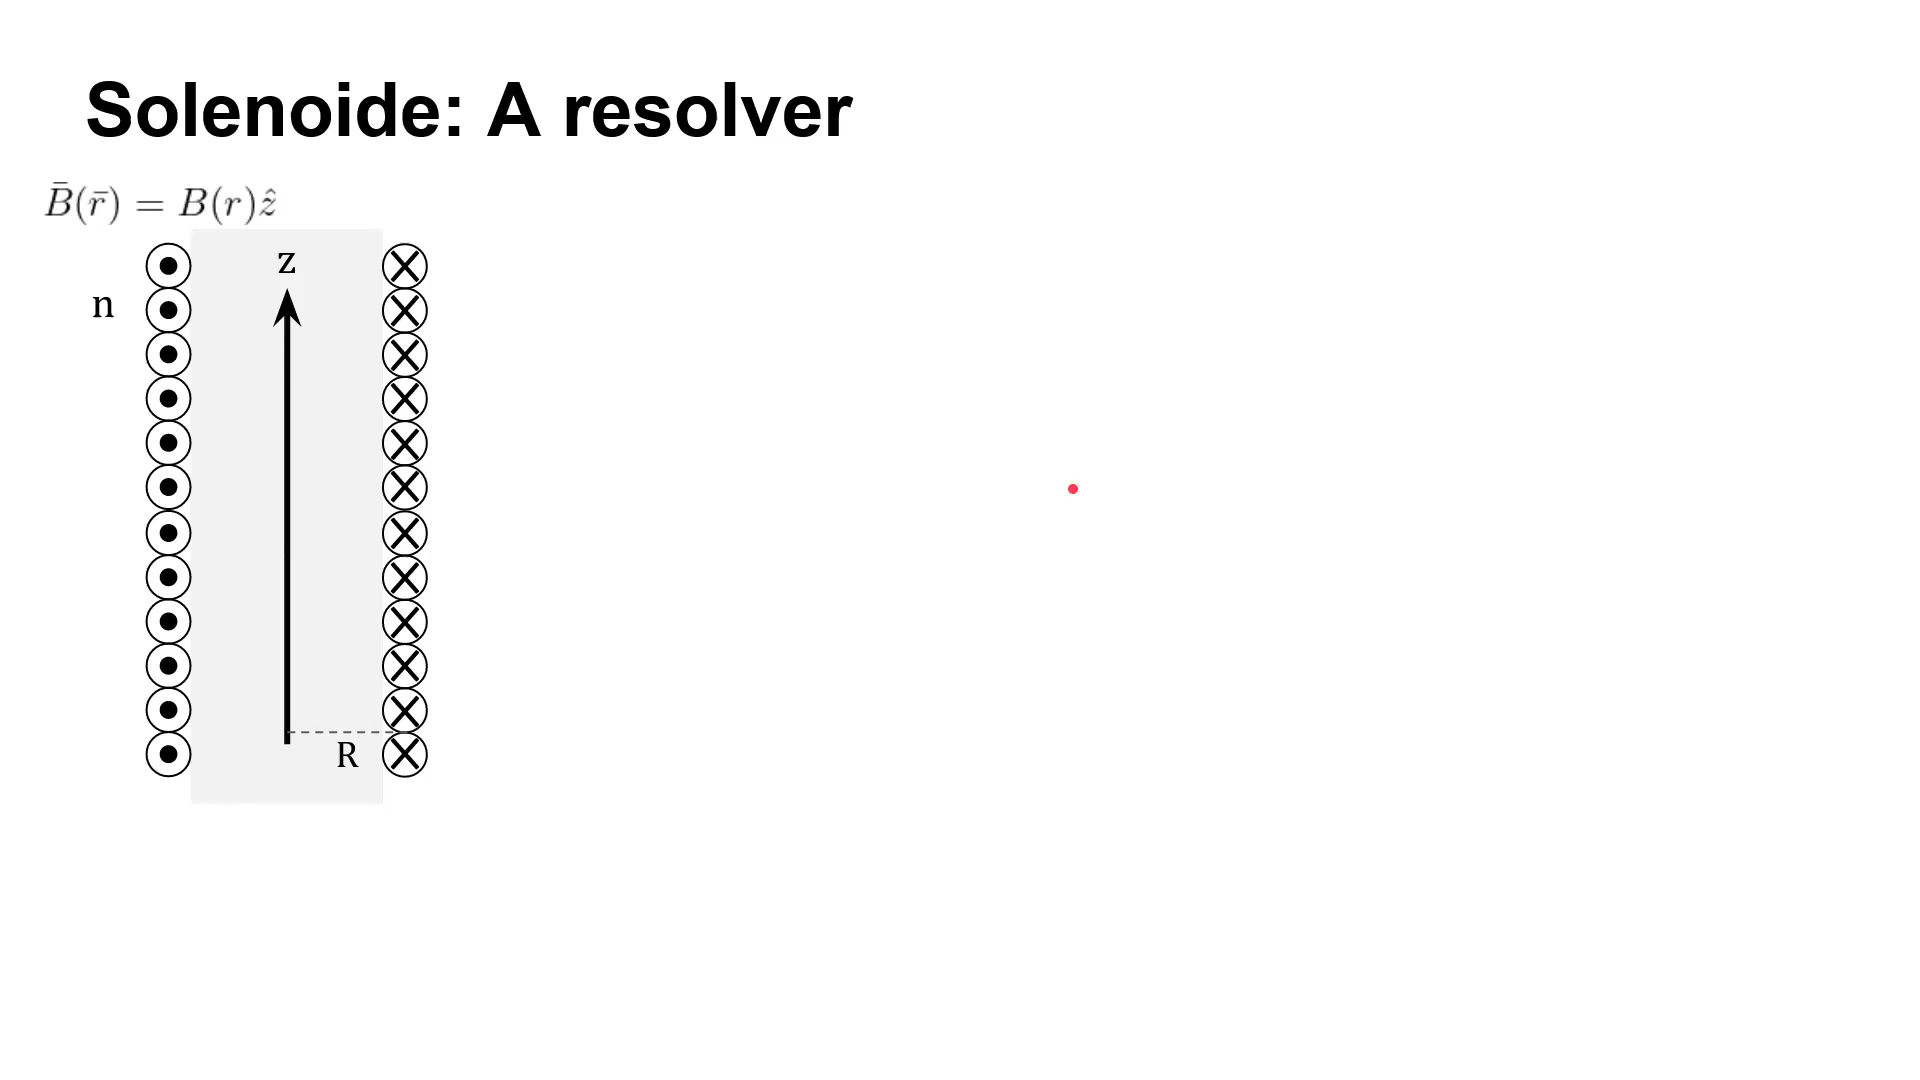 Solenoide: A resolver
B̄(r̄) = B(r)ẑ
z
n
R